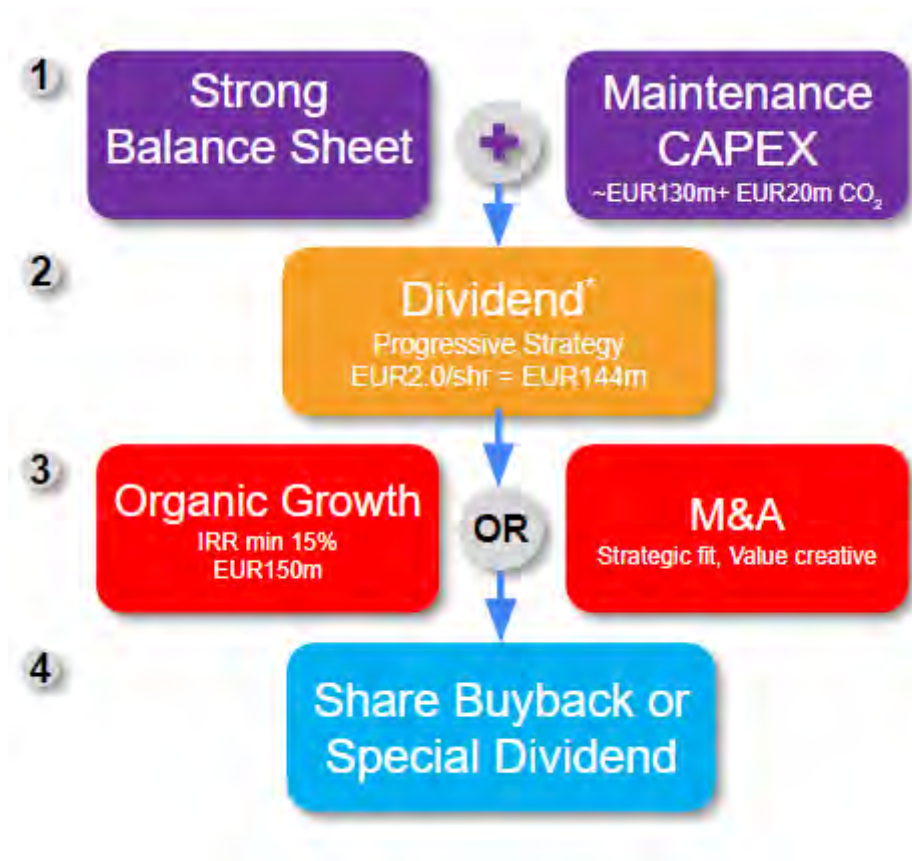 1
Strong
Balance Sheet
+
Maintenance
CAPEX
~EUR130m+ EUR20m CO₂
2
Dividend*
Progressive Strategy
EUR2.0/shr = EUR144m
3
Organic Growth
IRR min 15%
EUR150m
OR
M&A
Strategic fit, Value creative
4
Share Buyback or
Special Dividend